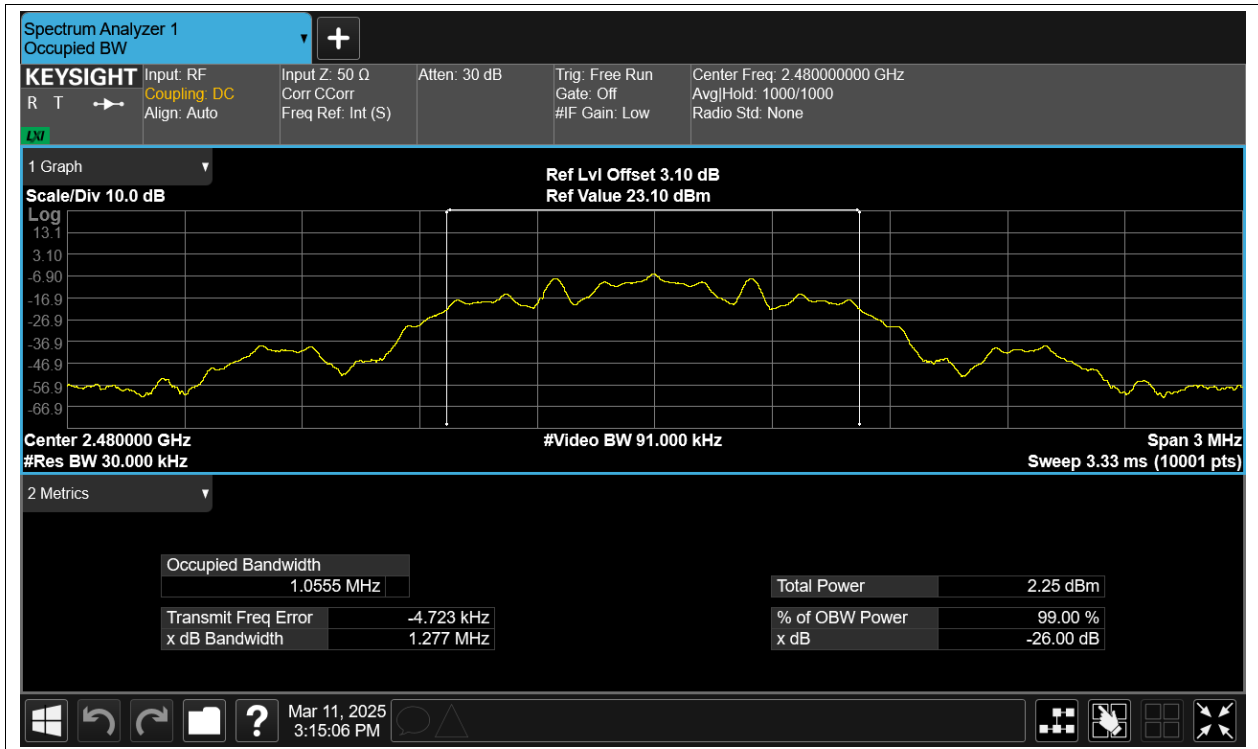 Spectrum Analyzer 1
Occupied BW
KEYSIGHT
R T
LXI
Input: RF
Coupling: DC
Align: Auto
Input Z: 50 Ω
Corr CCorr
Freq Ref: Int (S)
Atten: 30 dB
Trig: Free Run
Gate: Off
#IF Gain: Low
Center Freq: 2.480000000 GHz
Avg|Hold: 1000/1000
Radio Std: None
1 Graph
Ref Lvl Offset 3.10 dB
Scale/Div 10.0 dB
Ref Value 23.10 dBm
Log
13.1
3.10
-6.90
-16.9
-26.9
-36.9
-46.9
-56.9
-66.9
Center 2.480000 GHz
#Video BW 91.000 kHz
Span 3 MHz
#Res BW 30.000 kHz
Sweep 3.33 ms (10001 pts)
2 Metrics
Occupied Bandwidth
1.0555 MHz
Total Power 2.25 dBm
Transmit Freq Error -4.723 kHz
% of OBW Power 99.00 %
x dB Bandwidth 1.277 MHz
x dB -26.00 dB
?
Mar 11, 2025
3:15:06 PM